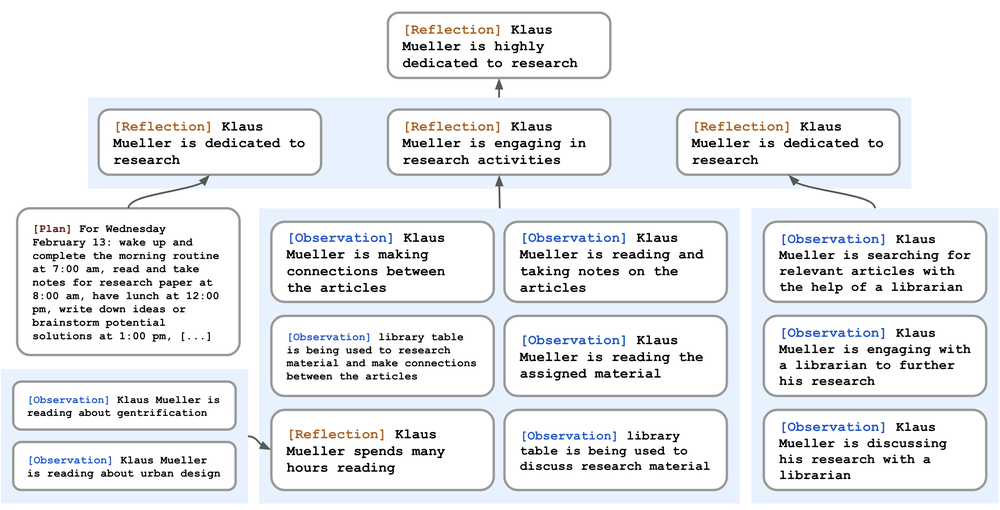 [Reflection] Klaus
Mueller is highly
dedicated to research
[Reflection] Klaus
Mueller is dedicated to
research
[Reflection] Klaus
Mueller is engaging in
research activities
[Reflection] Klaus
Mueller is dedicated to
research
[Plan] For Wednesday
February 13: wake up and
complete the morning routine
at 7:00 am, read and take
notes for research paper at
8:00 am, have lunch at 12:00
pm, write down ideas or
brainstorm potential
solutions at 1:00 pm, [...]
[Observation] Klaus Mueller is
reading about gentrification
[Observation] Klaus Mueller
is reading about urban design
[Observation] Klaus
Mueller is making
connections between
the articles
[Observation] Klaus
Mueller is reading and
taking notes on the
articles
[Observation] library table
is being used to research
material and make connections
between the articles
[Observation] Klaus
Mueller is reading the
assigned material
[Reflection] Klaus
Mueller spends many
hours reading
[Observation] library
table is being used to
discuss research material
[Observation] Klaus
Mueller is searching for
relevant articles with
the help of a librarian
[Observation] Klaus
Mueller is engaging with
a librarian to further
his research
[Observation] Klaus
Mueller is discussing
his research with a
librarian